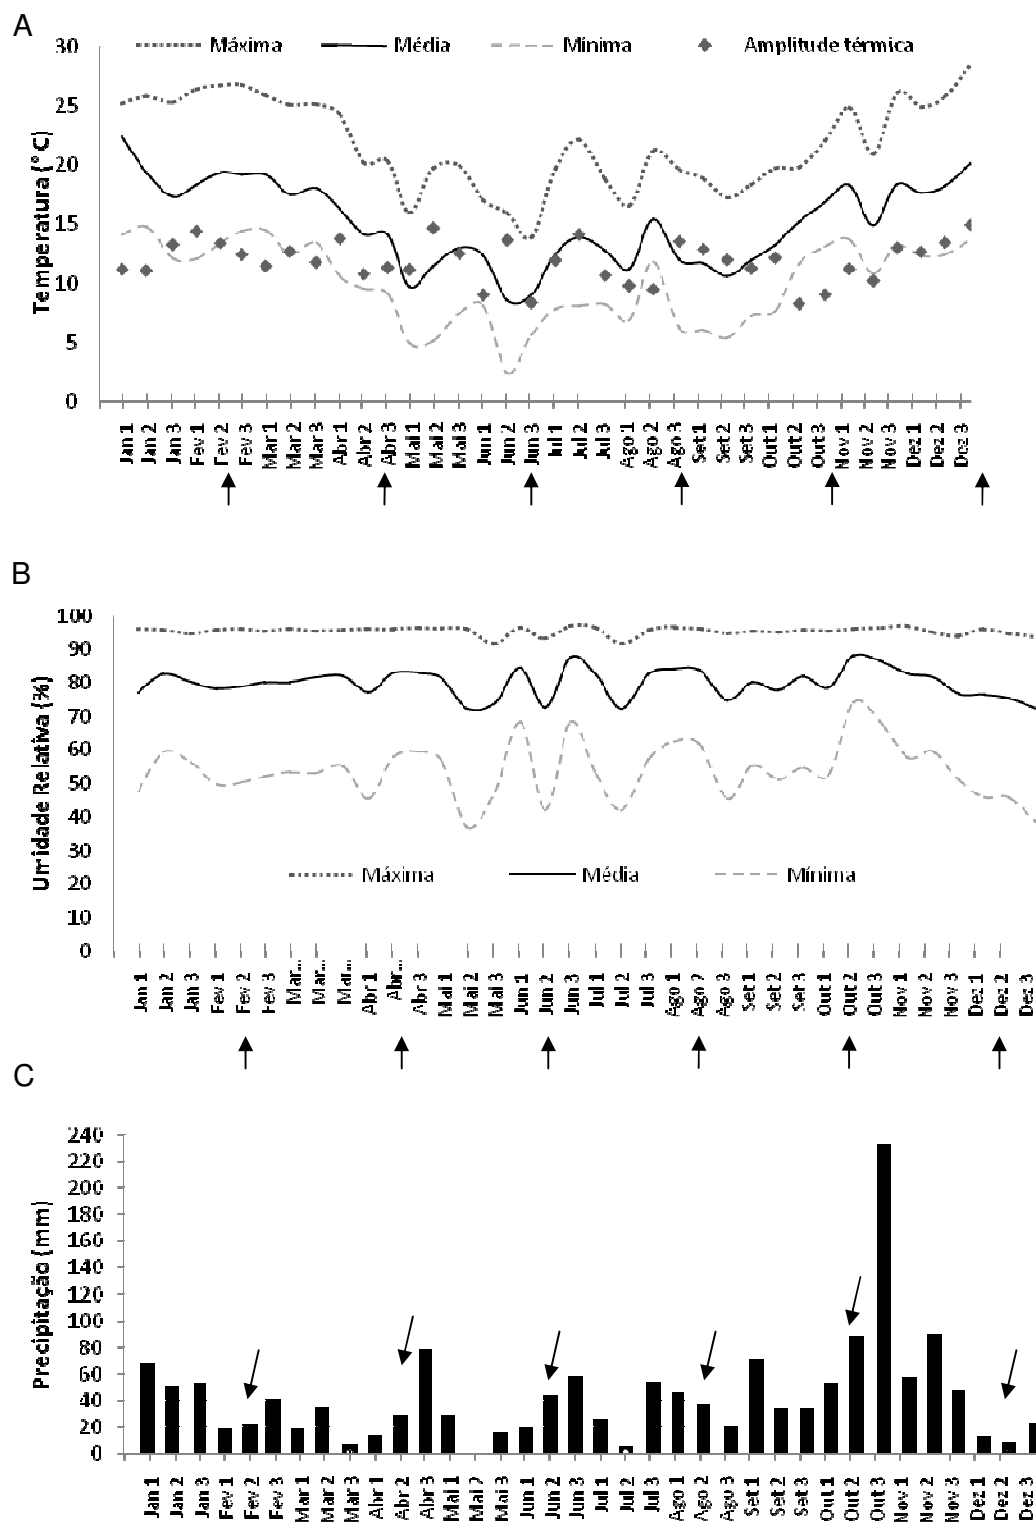 A
Máxima Média Mínima Amplitude térmica
Temperatura (°C)
30
25
20
15
10
5
0
Jan 1 Jan 2 Jan 3 Fev 1 Fev 2 Fev 3 Mar 1 Mar 2 Mar 3 Abr 1 Abr 2 Abr 3 Mai 1 Mai 2 Mai 3 Jun 1 Jun 2 Jun 3 Jul 1 Jul 2 Jul 3 Ago 1 Ago 2 Ago 3 Set 1 Set 2 Set 3 Out 1 Out 2 Out 3 Nov 1 Nov 2 Nov 3 Dez 1 Dez 2 Dez 3
B
Umidade Relativa (%)
100
90
80
70
60
50
40
30
20
10
0
Máxima Média Mínima
Jan 1 Jan 2 Jan 3 Fev 1 Fev 2 Fev 3 Mar... Mar... Mar... Abr 1 Abr... Abr 3 Mai 1 Mai 2 Mai 3 Jun 1 Jun 2 Jun 3 Jul 1 Jul 2 Jul 3 Ago 1 Ago 2 Ago 3 Set 1 Set 2 Set 3 Out 1 Out 2 Out 3 Nov 1 Nov 2 Nov 3 Dez 1 Dez 2 Dez 3
C
Precipitação (mm)
240
220
200
180
160
140
120
100
80
60
40
20
0
Jan 1 Jan 2 Jan 3 Fev 1 Fev 2 Fev 3 Mar 1 Mar 2 Mar 3 Abr 1 Abr 2 Abr 3 Mai 1 Mai 2 Mai 3 Jun 1 Jun 2 Jun 3 Jul 1 Jul 2 Jul 3 Ago 1 Ago 2 Ago 3 Set 1 Set 2 Set 3 Out 1 Out 2 Out 3 Nov 1 Nov 2 Nov 3 Dez 1 Dez 2 Dez 3